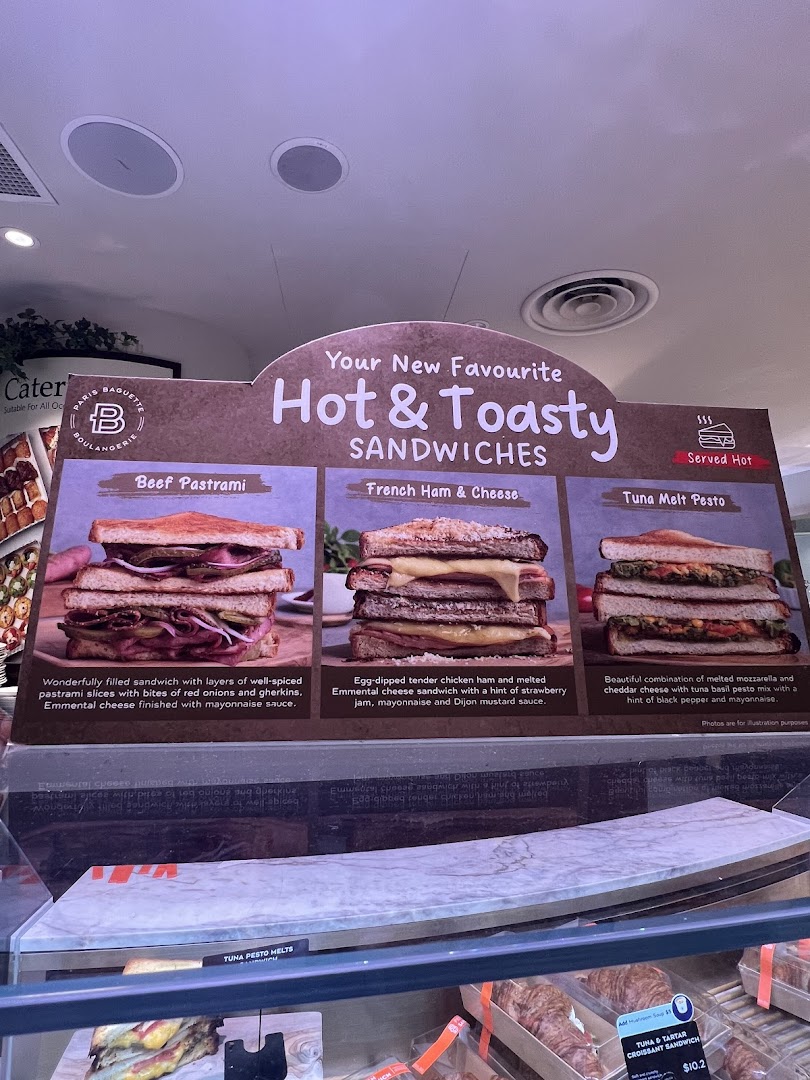 Your New Favourite
Hot & Toasty
SANDWICHES
Cater
Suitable For All
PARIS BAGUETTE
BOULANGERIE
Served Hot
Beef Pastrami
French Ham & Cheese
Tuna Melt Pesto
Wonderfully filled sandwich with layers of well-spiced
pastrami slices with bites of red onions and gherkins,
Emmental cheese finished with mayonnaise sauce.
Egg-dipped tender chicken ham and melted
Emmental cheese sandwich with a hint of strawberry
jam, mayonnaise and Dijon mustard sauce.
Beautiful combination of melted mozzarella and
cheddar cheese with tuna basil pesto mix with a
hint of black pepper and mayonnaise.
Photos are for illustration purposes
TUNA PESTO MELTS
SANDWICH
Add Mushroom Soup $5
TUNA & TARTAR
CROISSANT SANDWICH
$10.2